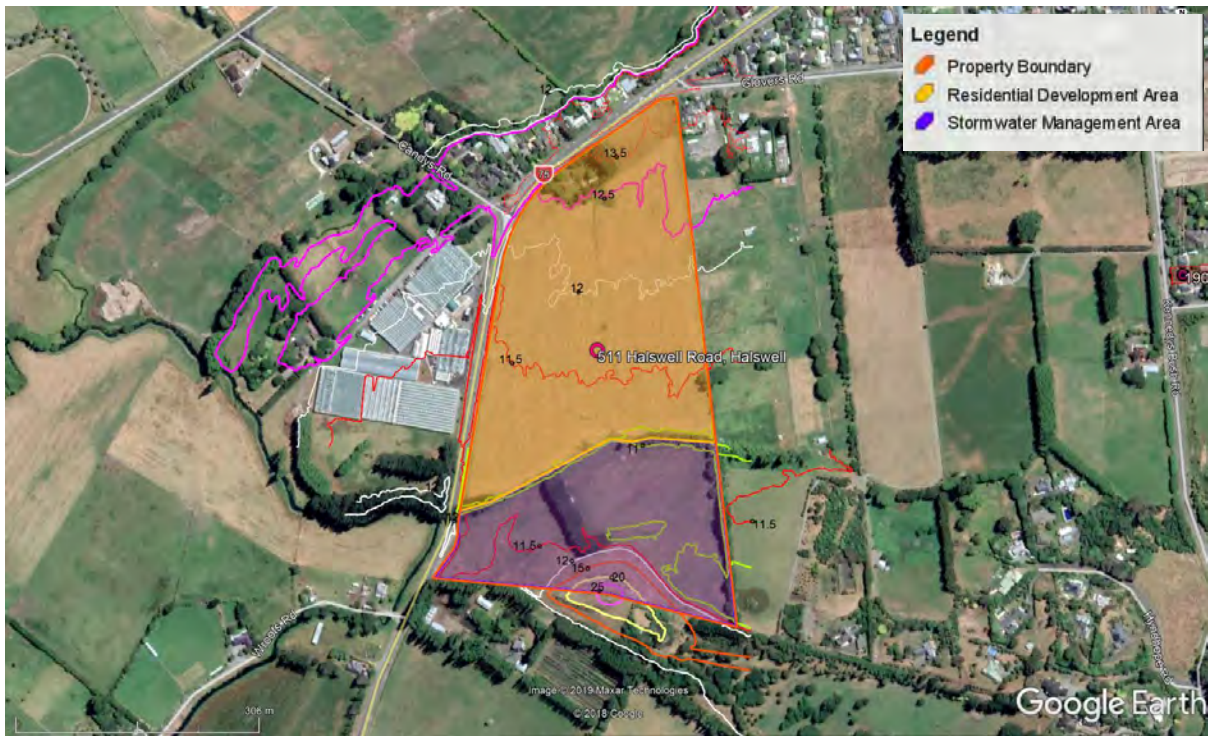 Legend
Property Boundary
Residential Development Area
Stormwater Management Area
N
Glovers Rd
12
Candys Rd
13.5
75
12.5
190
12
511 Halswell Road, Halswell
11.5
11
11.5
11.5
12
15
20
25
Image © 2019 Maxar Technologies
© 2018 Google
306 m
Google Earth